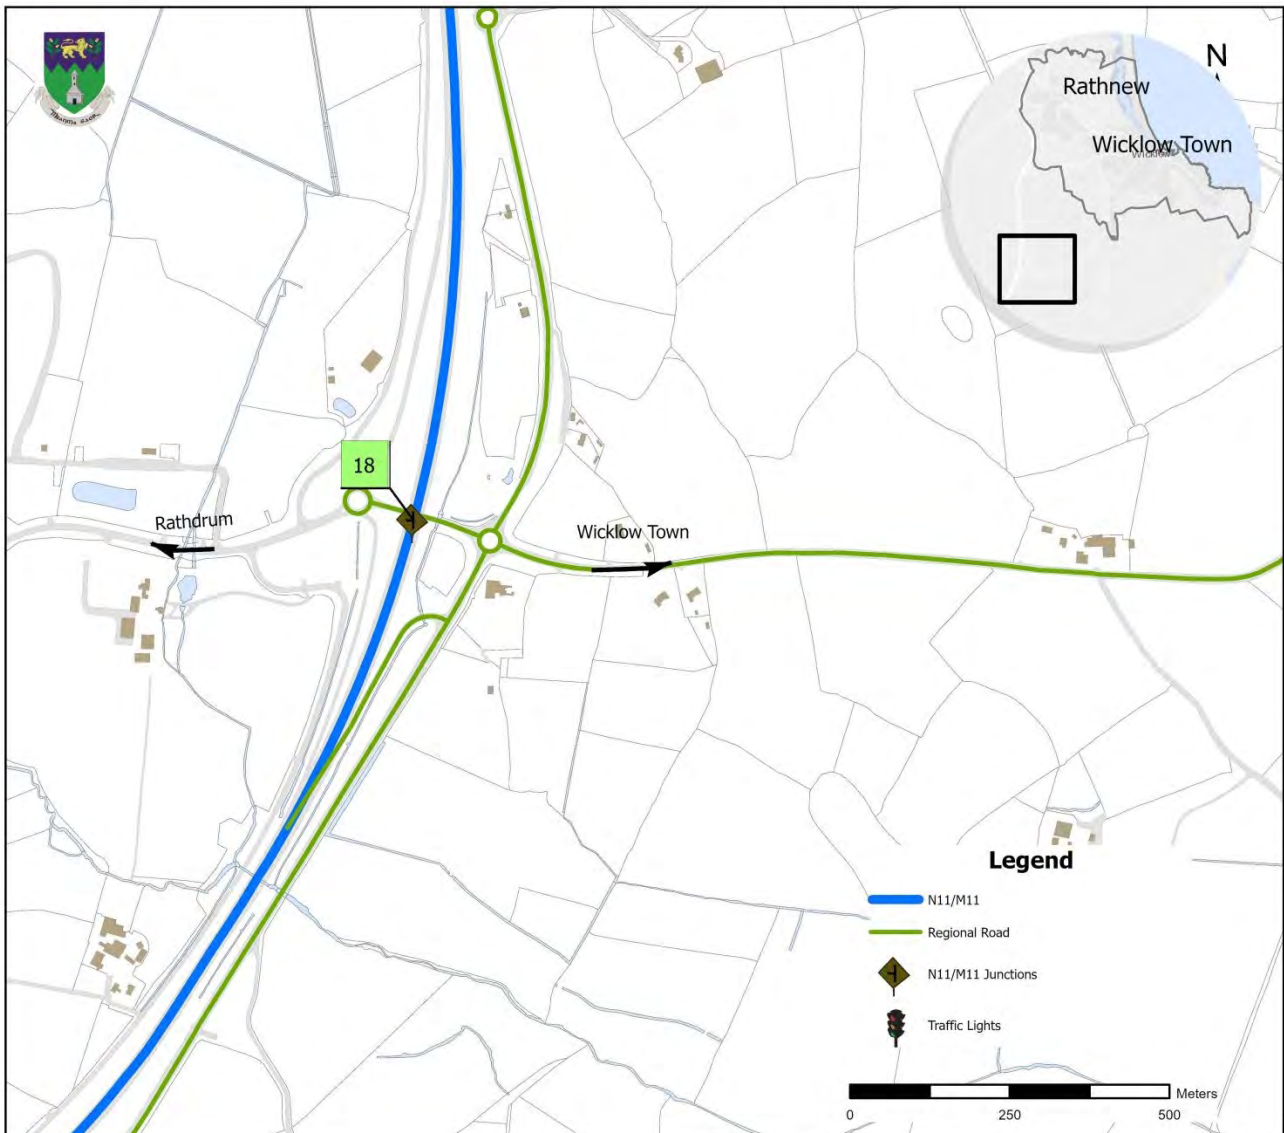 N
Rathnew
Wicklow Town
Wicklow
18
Rathdrum
Wicklow Town
Legend
N11/M11
Regional Road
N11/M11 Junctions
Traffic Lights
Meters
0 250 500